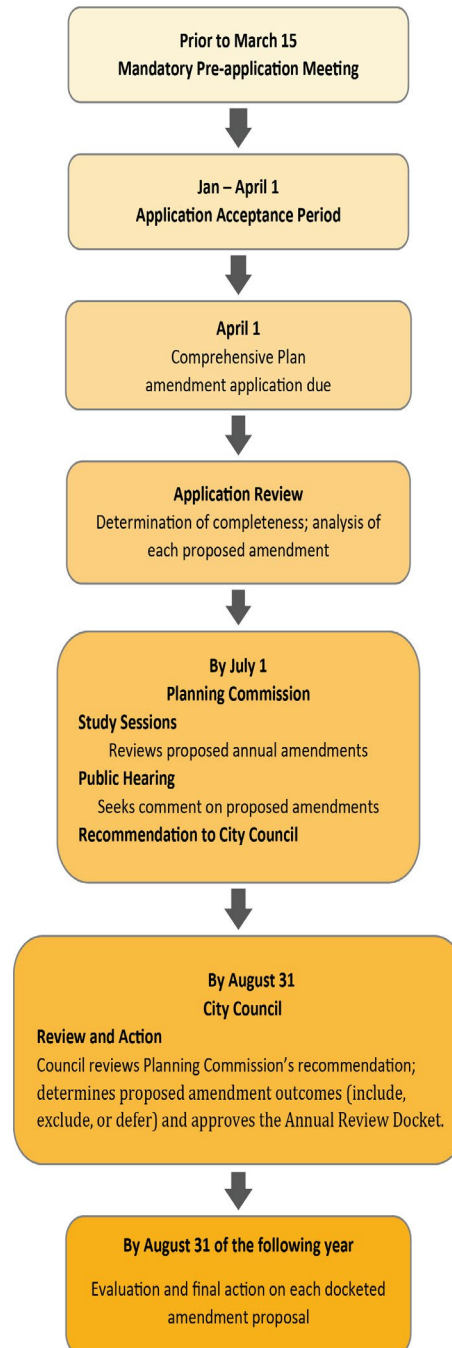 Prior to March 15
Mandatory Pre-application Meeting
Jan – April 1
Application Acceptance Period
April 1
Comprehensive Plan
amendment application due
Application Review
Determination of completeness; analysis of
each proposed amendment
By July 1
Planning Commission
Study Sessions
Reviews proposed annual amendments
Public Hearing
Seeks comment on proposed amendments
Recommendation to City Council
By August 31
City Council
Review and Action
Council reviews Planning Commission's recommendation;
determines proposed amendment outcomes (include,
exclude, or defer) and approves the Annual Review Docket.
By August 31 of the following year
Evaluation and final action on each docketed
amendment proposal